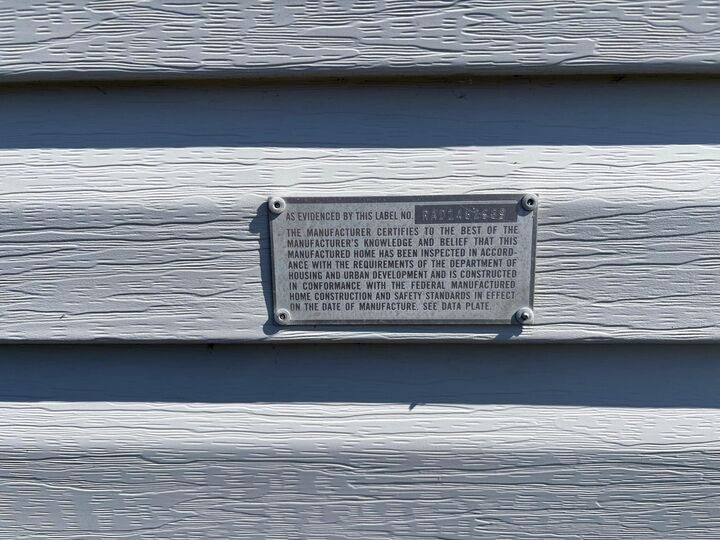 AS EVIDENCED BY THIS LABEL NO.
THE MANUFACTURER CERTIFIES TO THE BEST OF THE
MANUFACTURER'S KNOWLEDGE AND BELIEF THAT THIS
MANUFACTURED HOME HAS BEEN INSPECTED IN ACCORD-
ANCE WITH THE REQUIREMENTS OF THE DEPARTMENT OF
HOUSING AND URBAN DEVELOPMENT AND IS CONSTRUCTED
IN CONFORMANCE WITH THE FEDERAL MANUFACTURED
HOME CONSTRUCTION AND SAFETY STANDARDS IN EFFECT
ON THE DATE OF MANUFACTURE. SEE DATA PLATE.